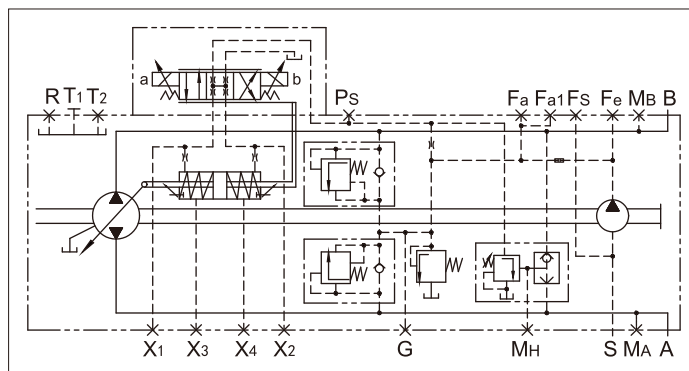 a b
R T1 T2 PS Fa Fa1 FS Fe MB B
X1 X3 X4 X2 G MH S MA A